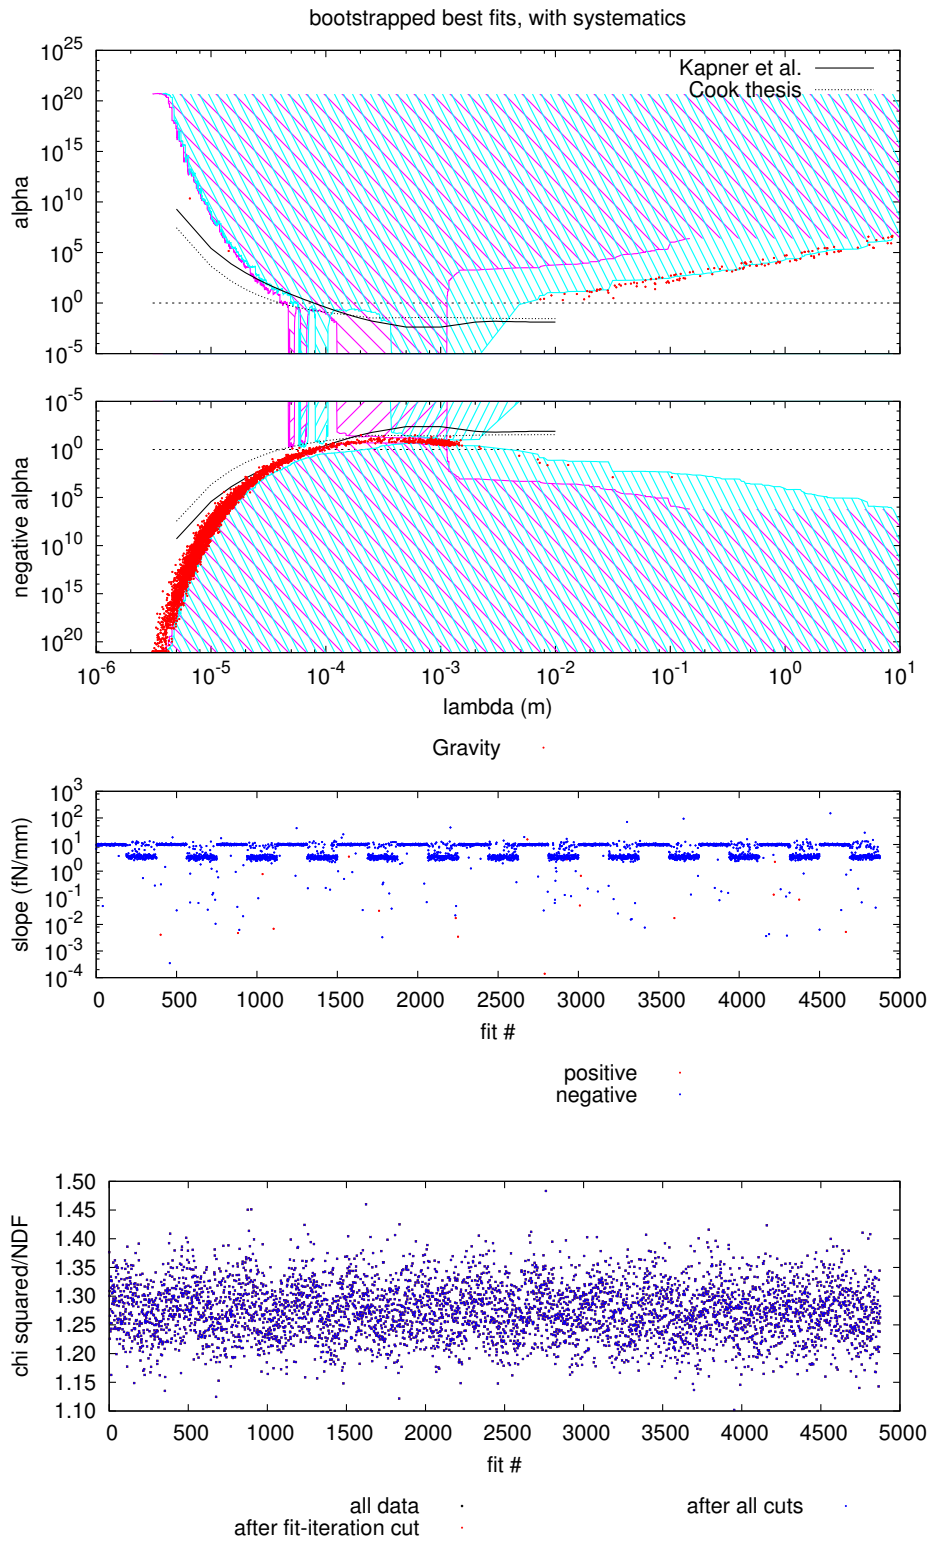 bootstrapped best fits, with systematics
10^25
10^20
10^15
10^10
10^5
10^0
10^-5
alpha
Kapner et al.
Cook thesis
10^-5
10^0
10^5
10^10
10^15
10^20
negative alpha
10^-6 10^-5 10^-4 10^-3 10^-2 10^-1 10^0 10^1
lambda (m)
Gravity
10^3
10^2
10^1
10^0
10^-1
10^-2
10^-3
10^-4
slope (fN/mm)
0 500 1000 1500 2000 2500 3000 3500 4000 4500 5000
fit #
positive
negative
1.50
1.45
1.40
1.35
1.30
1.25
1.20
1.15
1.10
chi squared/NDF
0 500 1000 1500 2000 2500 3000 3500 4000 4500 5000
fit #
all data
after fit-iteration cut
after all cuts